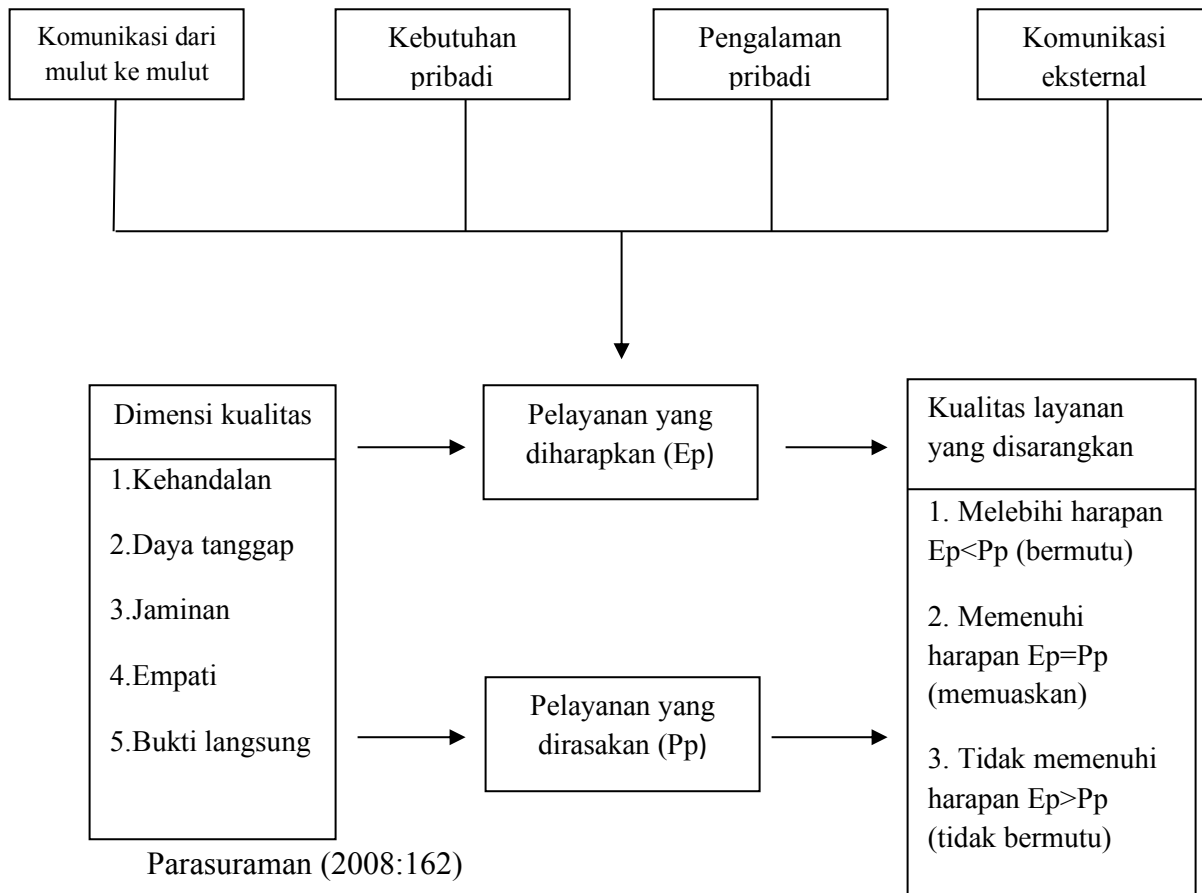 Komunikasi dari
mulut ke mulut
Kebutuhan
pribadi
Pengalaman
pribadi
Komunikasi
eksternal
Dimensi kualitas
1.Kehandalan
2.Daya tanggap
3.Jaminan
4.Empati
5.Bukti langsung
Pelayanan yang
diharapkan (Ep)
Pelayanan yang
dirasakan (Pp)
Kualitas layanan
yang disarangkan
1. Melebihi harapan
Ep<Pp (bermutu)
2. Memenuhi
harapan Ep=Pp
(memuaskan)
3. Tidak memenuhi
harapan Ep>Pp
(tidak bermutu)
Parasuraman (2008:162)